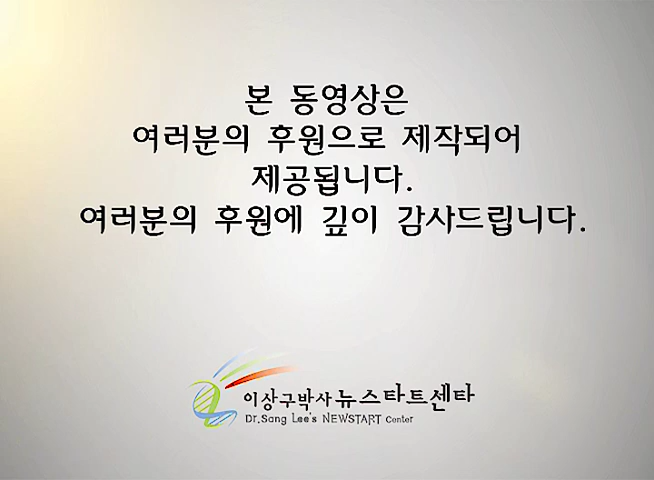 본 동영상은
여러분의 후원으로 제작되어
제공됩니다.
여러분의 후원에 깊이 감사드립니다.
이상구박사 뉴스타트센타
Dr.Sang Lee's NEWSTART Center